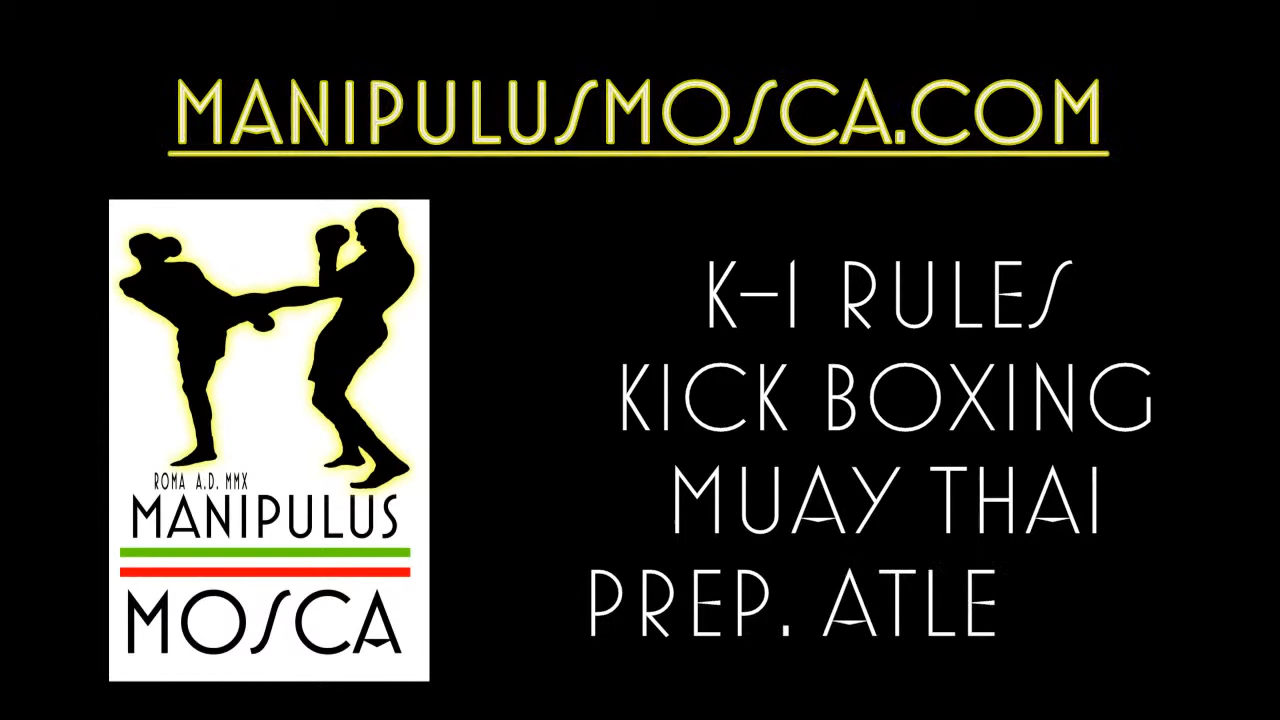 MANIPULUSMOSCA.COM
ROMA A.D. MMX
MANIPULUS
MOSCA
K-1 RULES
KICK BOXING
MUAY THAI
PREP. ATLE